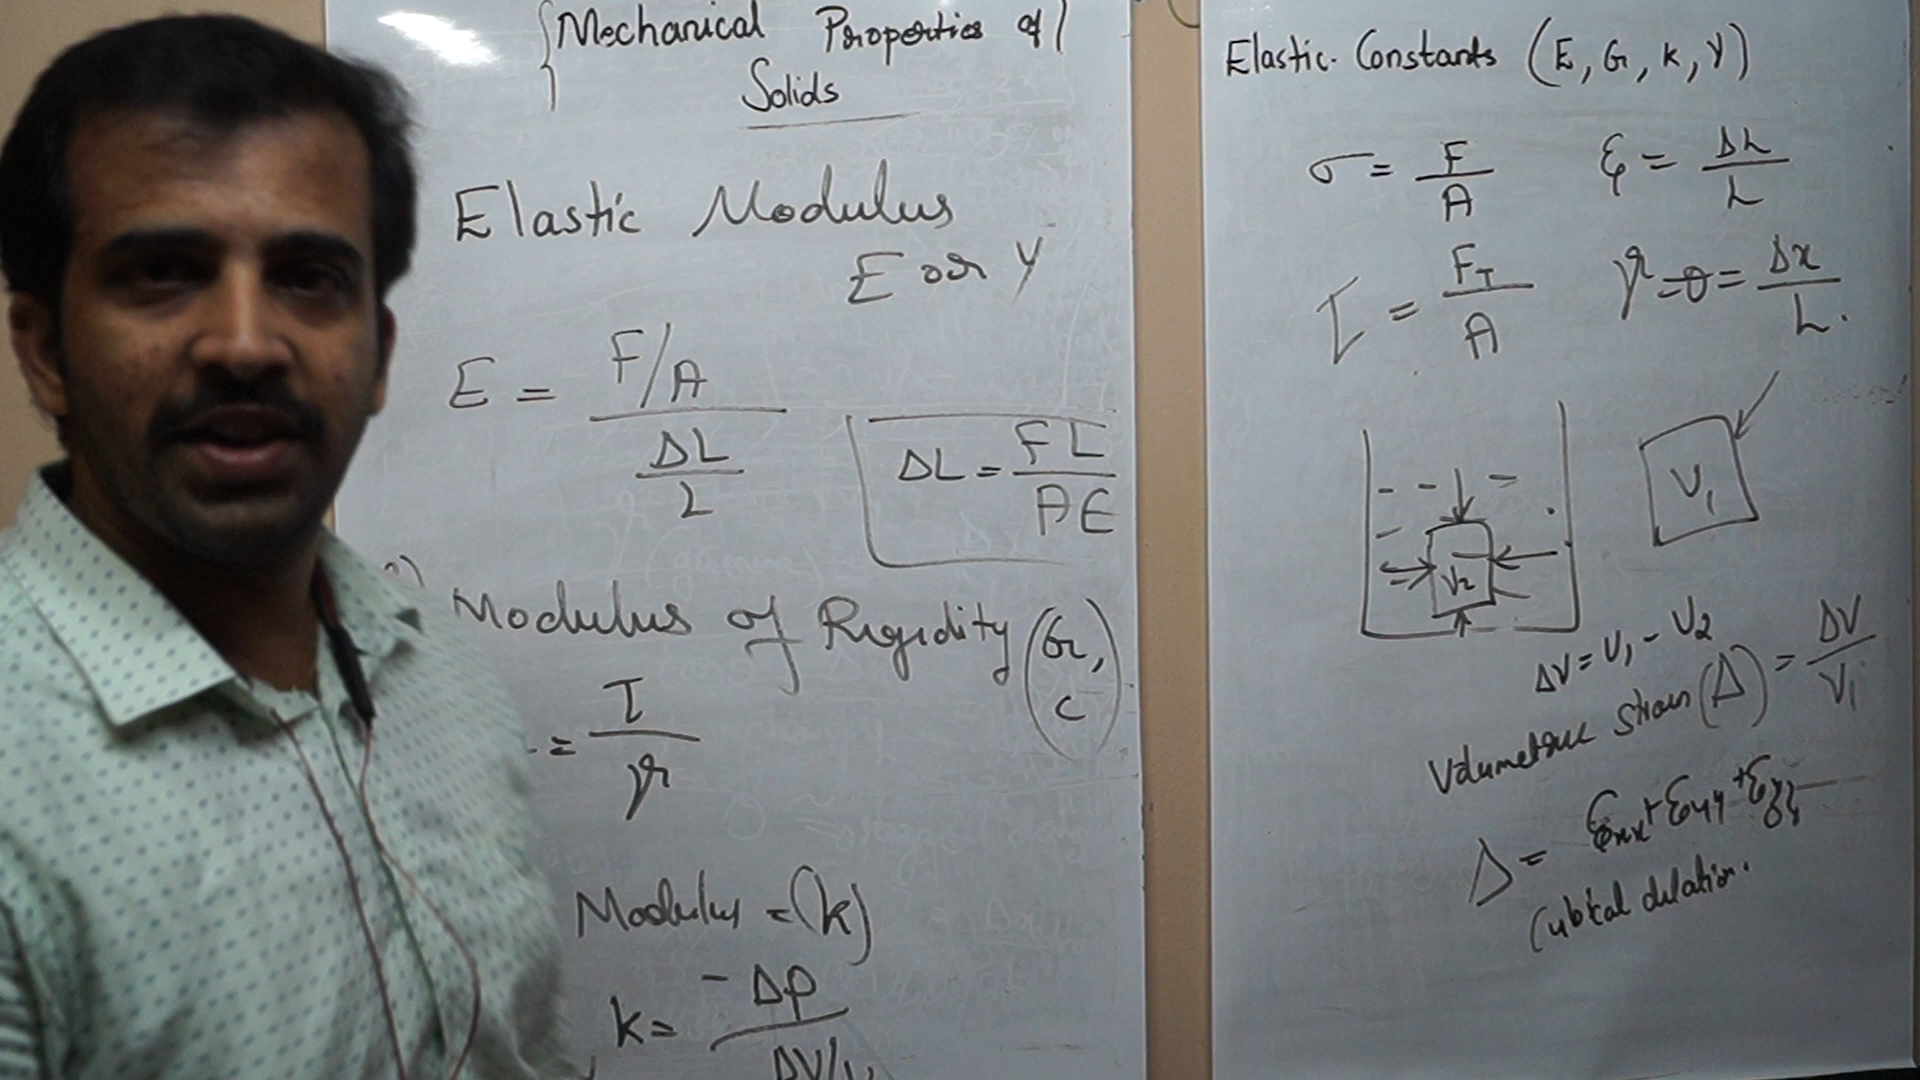 Mechanical Properties of
Solids
Elastic Modulus
E or Y
E = F/A / ΔL/L
ΔL = FL/AE
Modulus of Rigidity (G, C
= τ/γ
Modulus = (k)
k = -ΔP / ΔV/V
Elastic Constants (E, G, k, Y)
σ = F/A
ε = ΔL/L
τ = F_T/A
γ = θ = Δx/L.
V₁
V₂
ΔV = V₁ - V₂
Volumetric Strain (Δ) = ΔV/V₁
Δ = εxx + εyy + εzz
Cubical dilation.